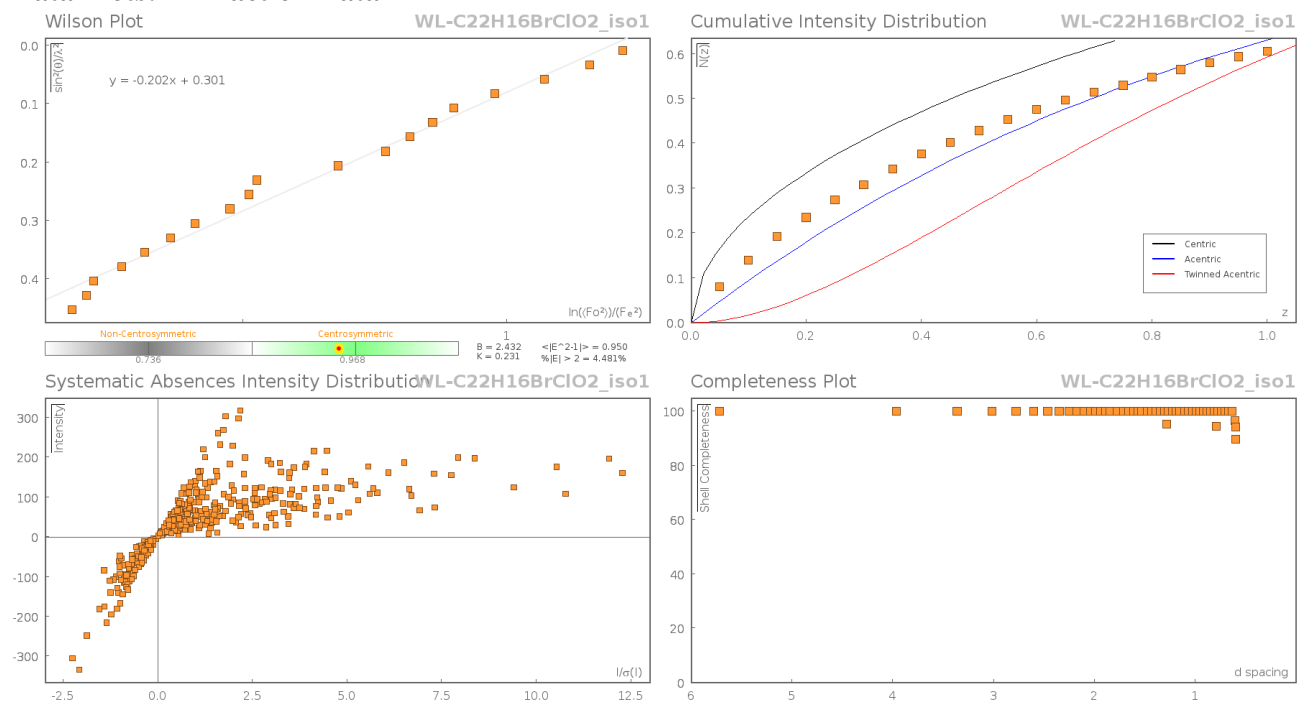 Wilson Plot
WL-C22H16BrClO2_iso1
0.0
0.1
0.2
0.3
0.4
sin²(θ)/λ²
y = -0.202x + 0.301
ln(⟨Fo²⟩)/(Fe²)
1
Non-Centrosymmetric
Centrosymmetric
0.736
0.968
B = 2.432
K = 0.231
<|E^2-1|> = 0.950
%|E| > 2 = 4.481%
Cumulative Intensity Distribution
WL-C22H16BrClO2_iso1
N(z)
0.6
0.5
0.4
0.3
0.2
0.1
0.0
Centric
Acentric
Twinned Acentric
z
0.0
0.2
0.4
0.6
0.8
1.0
Systematic Absences Intensity Distribution
WL-C22H16BrClO2_iso1
Intensity
300
200
100
0
-100
-200
-300
I/σ(I)
-2.5
0.0
2.5
5.0
7.5
10.0
12.5
Completeness Plot
WL-C22H16BrClO2_iso1
Shell Completeness
100
80
60
40
20
0
d spacing
6
5
4
3
2
1